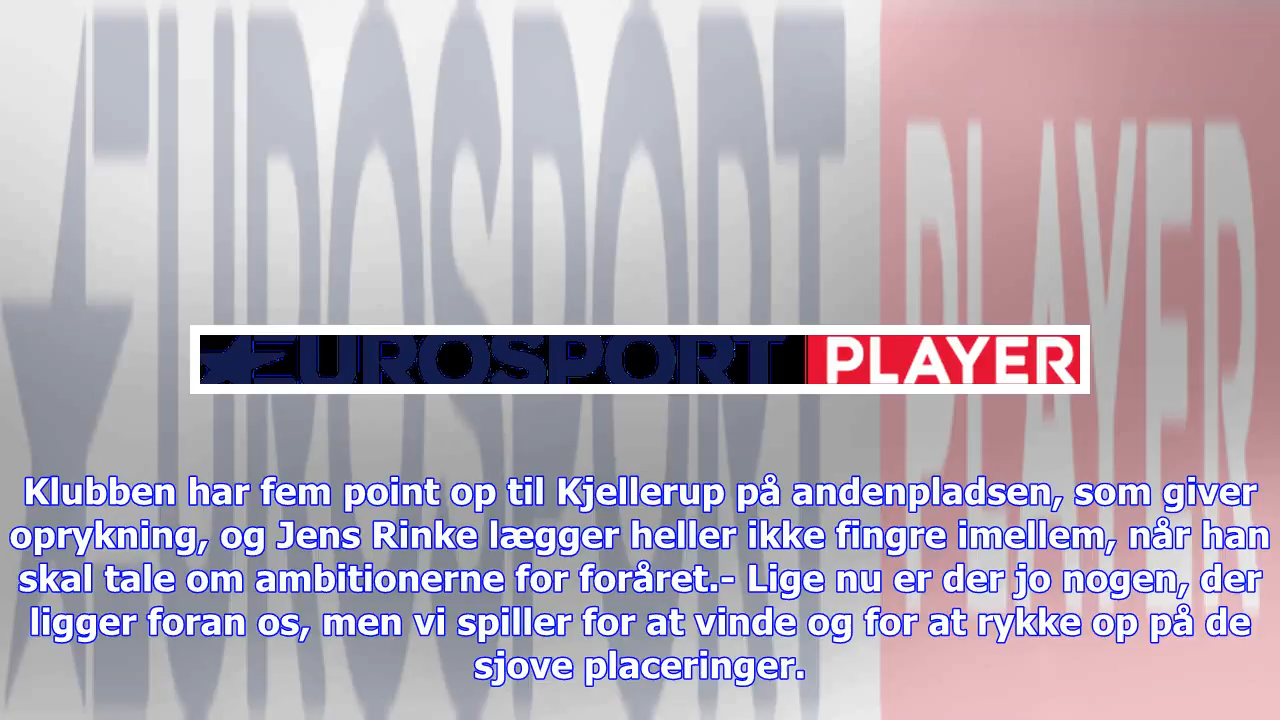 EUROSPORT PLAYER
EUROSPORT PLAYER
Klubben har fem point op til Kjellerup på andenpladsen, som giver
oprykning, og Jens Rinke lægger heller ikke fingre imellem, når han
skal tale om ambitionerne for foråret.- Lige nu er der jo nogen, der
ligger foran os, men vi spiller for at vinde og for at rykke op på de
sjove placeringer.